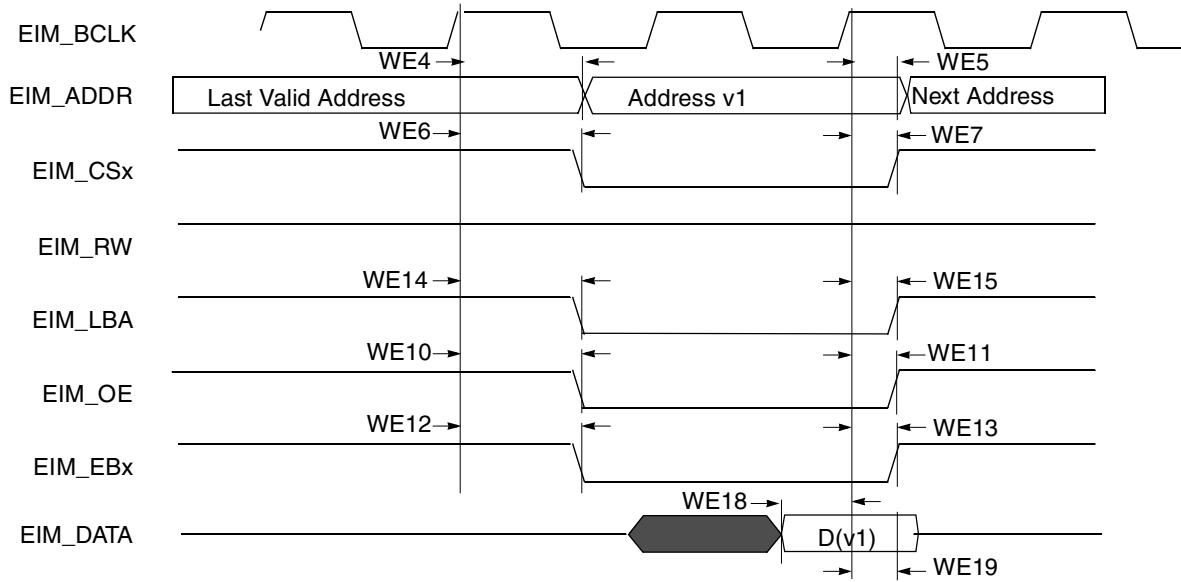 EIM_BCLK
WE4
WE5
EIM_ADDR
Last Valid Address
Address v1
Next Address
WE6
WE7
EIM_CSx
EIM_RW
WE14
WE15
EIM_LBA
WE10
WE11
EIM_OE
WE12
WE13
EIM_EBx
WE18
EIM_DATA
D(v1)
WE19